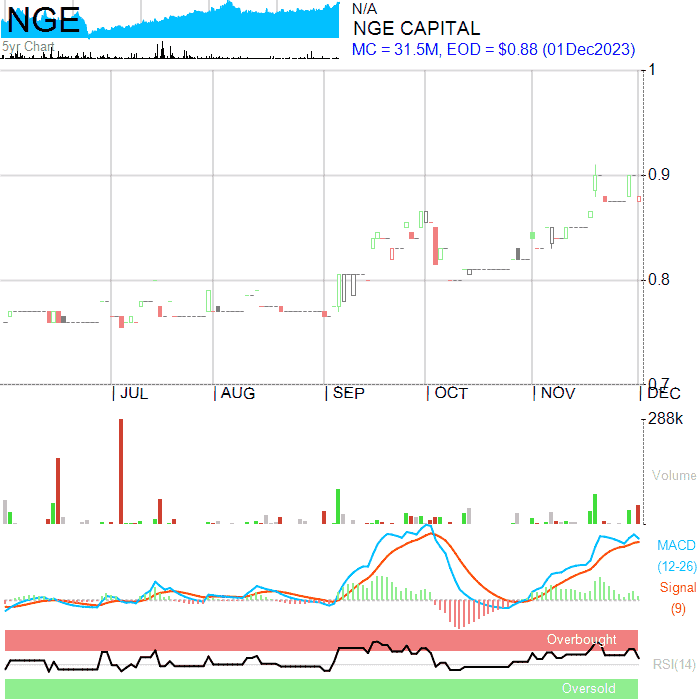 NGE
N/A
NGE CAPITAL
5yr Chart
MC = 31.5M, EOD = $0.88 (01Dec2023)
1
0.9
0.8
0.7
| JUL | AUG | SEP | OCT | NOV | DEC
288k
Volume
MACD
(12-26)
Signal
(9)
Overbought
RSI(14)
Oversold